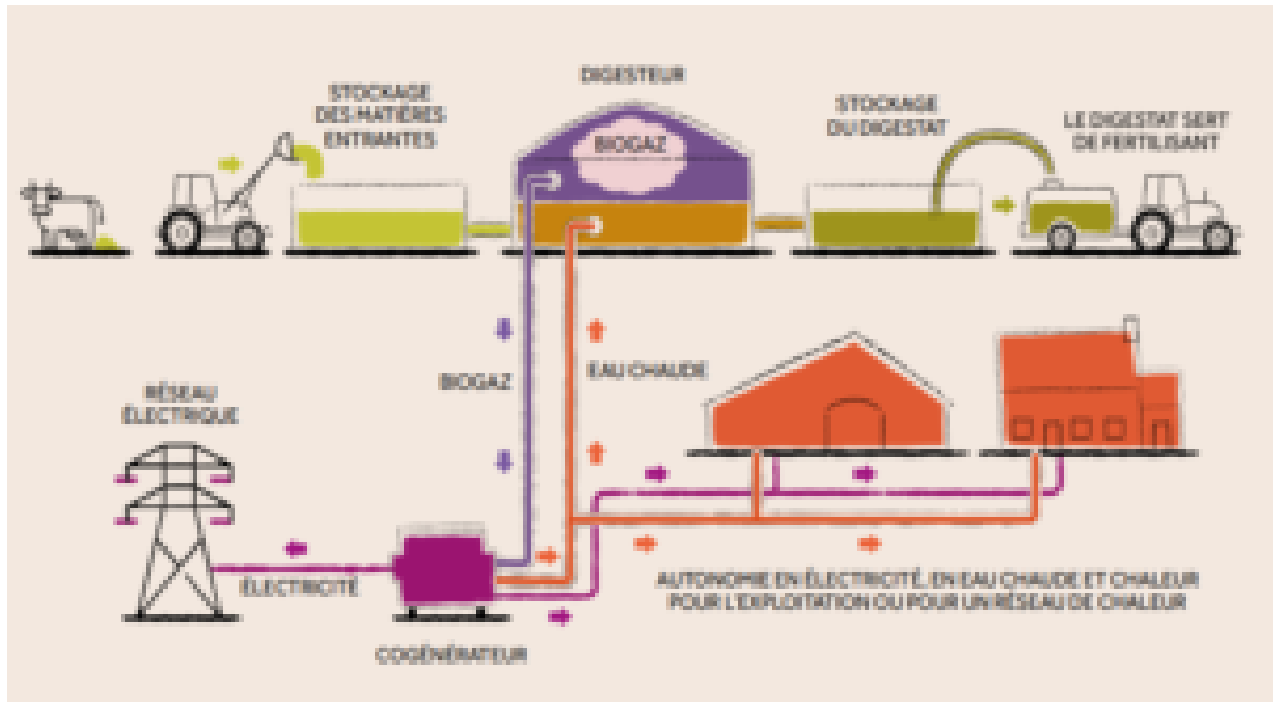 DIGESTEUR
STOCKAGE
DES MATIÈRES
ENTRANTES
BIOGAZ
STOCKAGE
DU DIGESTAT
LE DIGESTAT SERT
DE FERTILISANT
BIOGAZ
EAU CHAUDE
RÉSEAU
ÉLECTRIQUE
ÉLECTRICITÉ
COGÉNÉRATEUR
AUTONOMIE EN ÉLECTRICITÉ, EN EAU CHAUDE ET CHALEUR
POUR L'EXPLOITATION OU POUR UN RÉSEAU DE CHALEUR